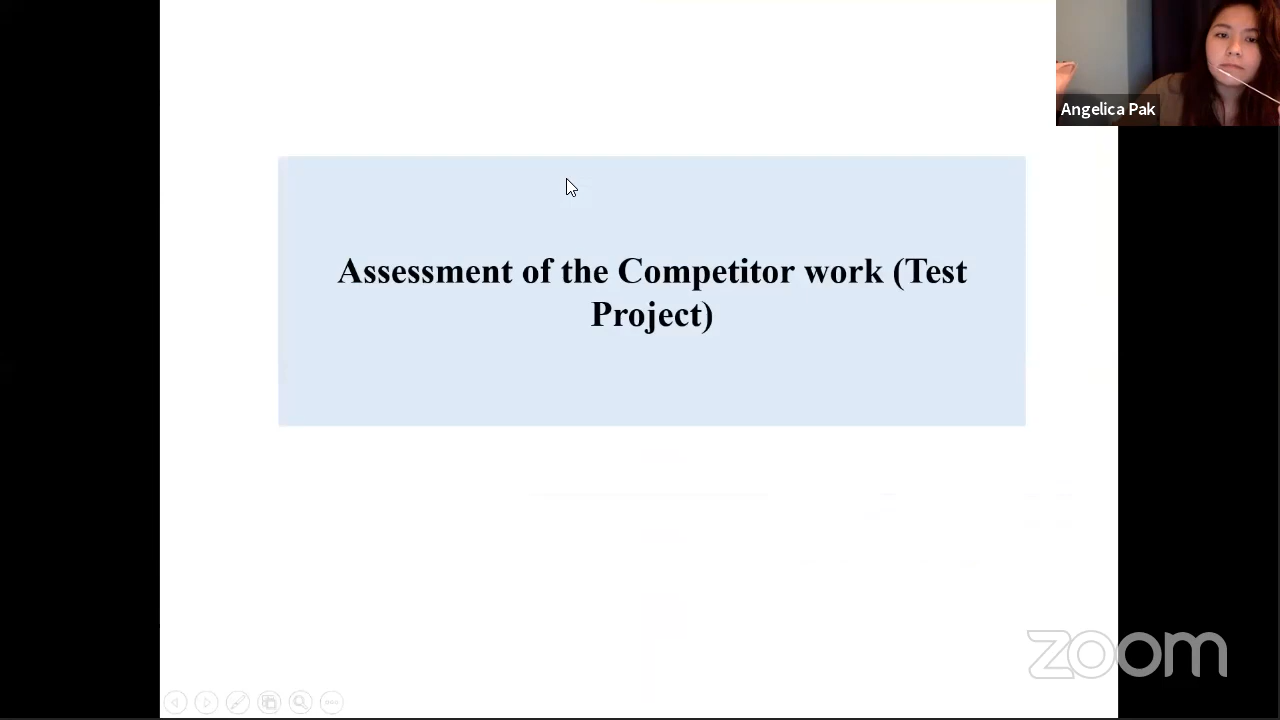 Angelica Pak
Assessment of the Competitor work (Test
Project)
zoom